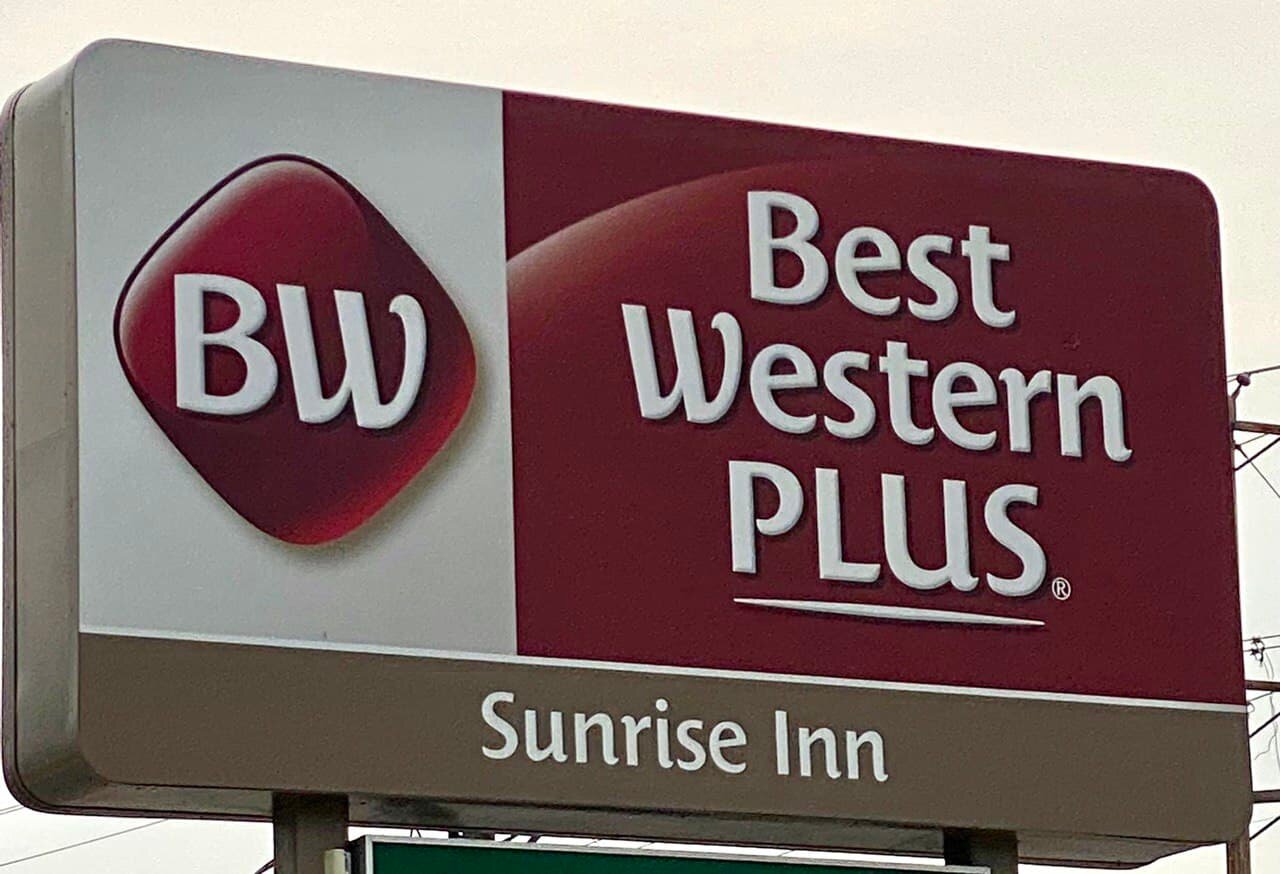 BW
Best
Western
PLUS®
Sunrise Inn